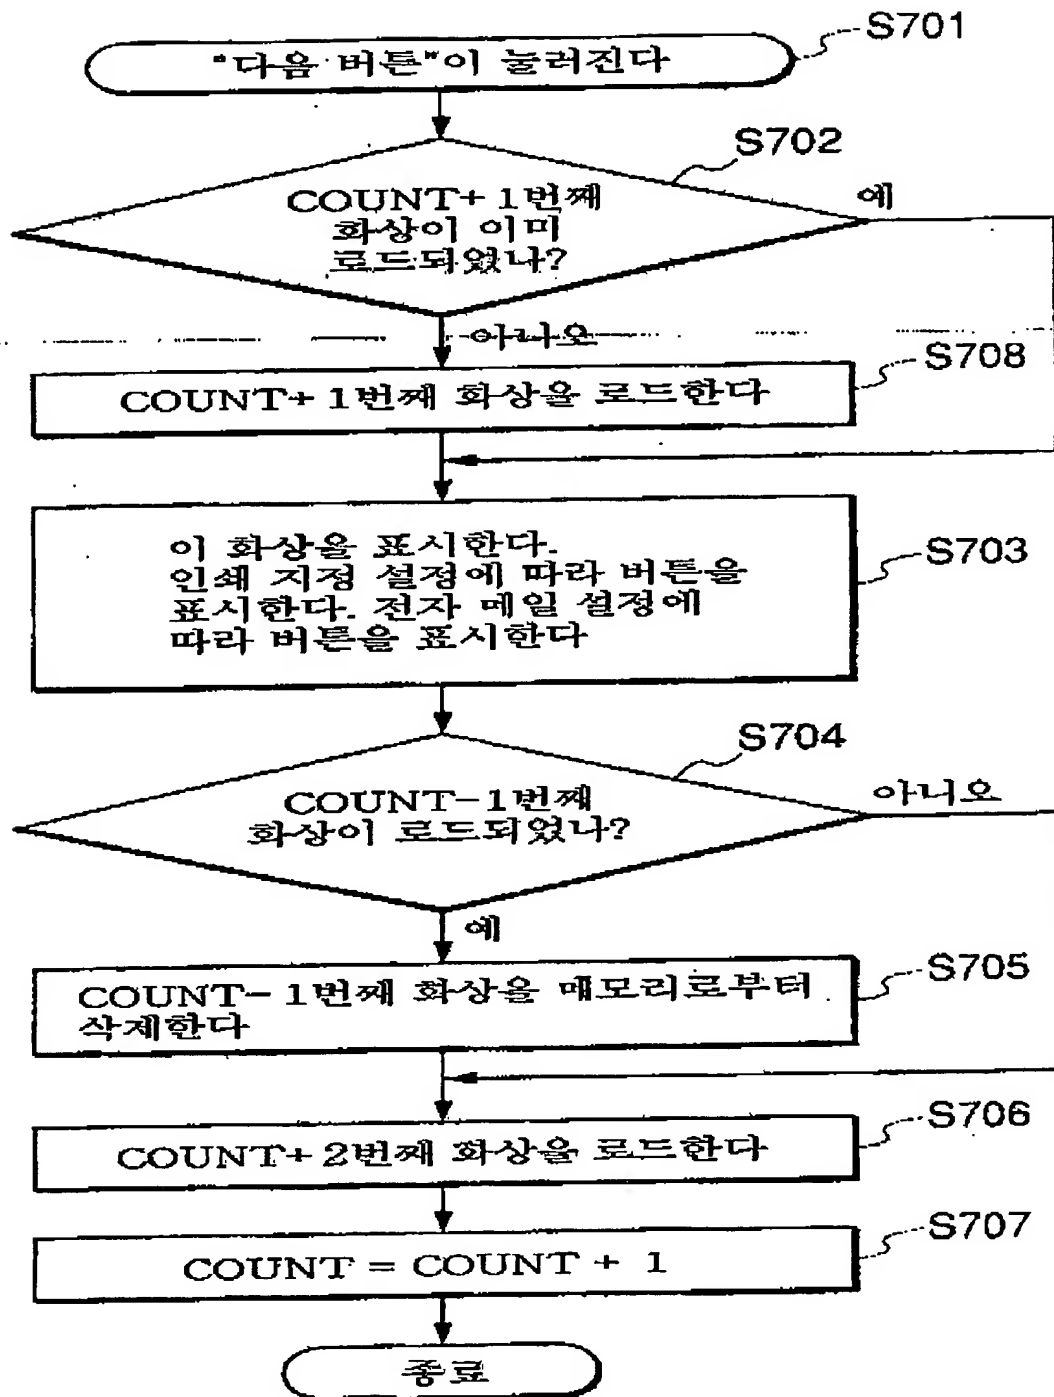 S701
"다음 버튼"이 눌러진다
S702
COUNT+1번째
화상이 이미
로드되었나?
예
아니오
S708
COUNT+1번째 화상을 로드한다
S703
이 화상을 표시한다.
인쇄 지정 설정에 따라 버튼을
표시한다. 전자 메일 설정에
따라 버튼을 표시한다
S704
COUNT-1번째
화상이 로드되었나?
아니오
예
S705
COUNT-1번째 화상을 메모리로부터
삭제한다
S706
COUNT+2번째 화상을 로드한다
S707
COUNT = COUNT + 1
종료